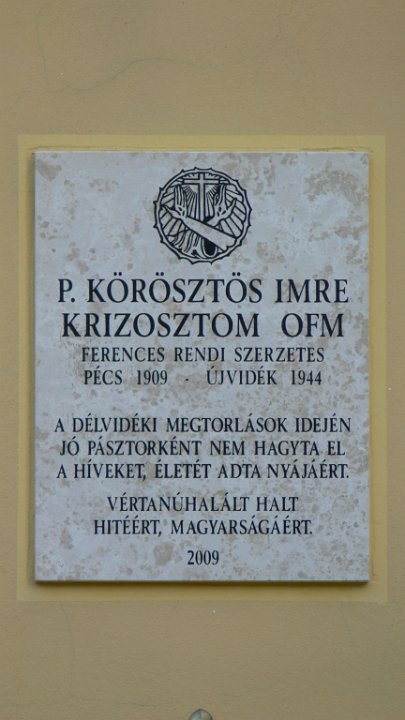 P. KÖRÖSZTÖS IMRE
KRIZOSZTOM OFM
FERENCES RENDI SZERZETES
PÉCS 1909 - ÚJVIDÉK 1944
A DÉLVIDÉKI MEGTORLÁSOK IDEJÉN
JÓ PÁSZTORKÉNT NEM HAGYTA EL
A HÍVEKET, ÉLETÉT ADTA NYÁJÁÉRT.
VÉRTANÚHALÁLT HALT
HITÉÉRT, MAGYARSÁGÁÉRT.
2009